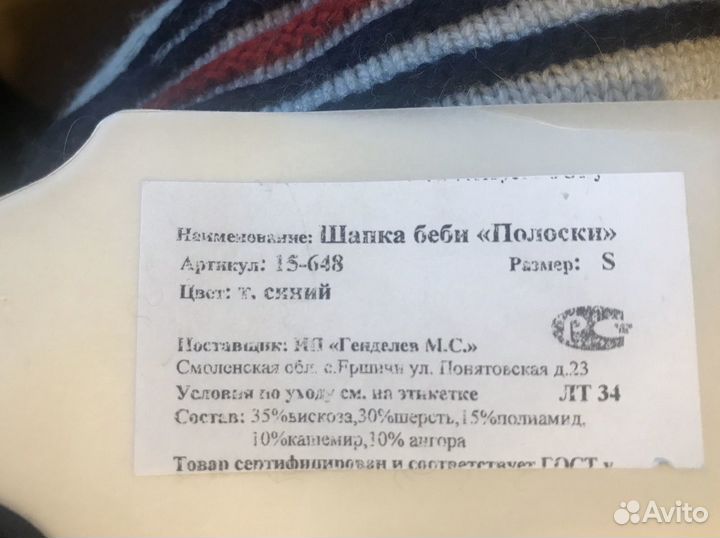 Наименование: Шапка беби «Полоски»
Артикул: 15-648 Размер: S
Цвет: т. синий
Поставщик: ИП «Генделев М.С.»
Смоленская обл. с.Ершичи ул. Понятовская д.23
Условия по уходу см. на этикетке ЛТ 34
Состав: 35%вискоза,30%шерсть,15%полиамид,
10%кашемир,10% ангора
Товар сертифицирован и соответствует ГОСТ у
Avito